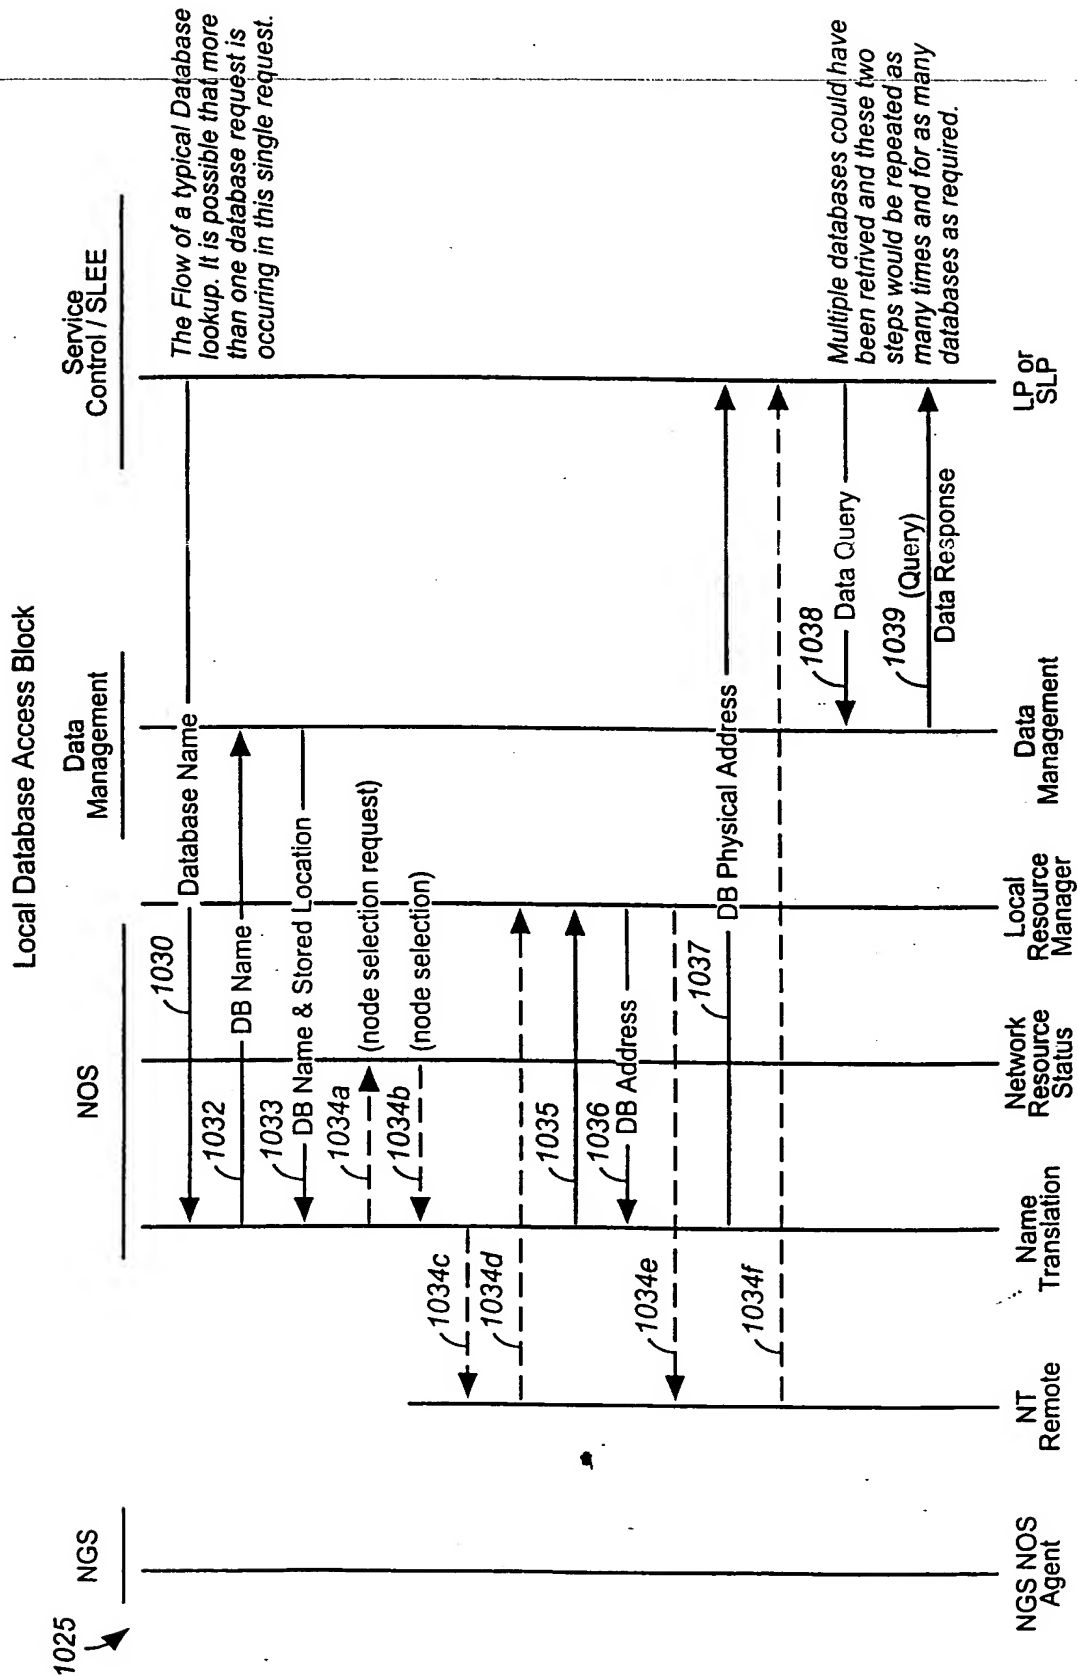 Local Database Access Block
1025
NGS
NOS
Data
Management
Service
Control / SLEE
The Flow of a typical Database
lookup. It is possible that more
than one database request is
occuring in this single request.
1030
Database Name
1032
DB Name
1033
DB Name & Stored Location
1034a
(node selection request)
1034b
(node selection)
1034c
1034d
1035
1036
DB Address
1034e
1037
DB Physical Address
1034f
1038
Data Query
1039
(Query)
Data Response
Multiple databases could have
been retrived and these two
steps would be repeated as
many times and for as many
databases as required.
NGS NOS
Agent
NT
Remote
Name
Translation
Network
Resource
Status
Local
Resource
Manager
Data
Management
LP or
SLP